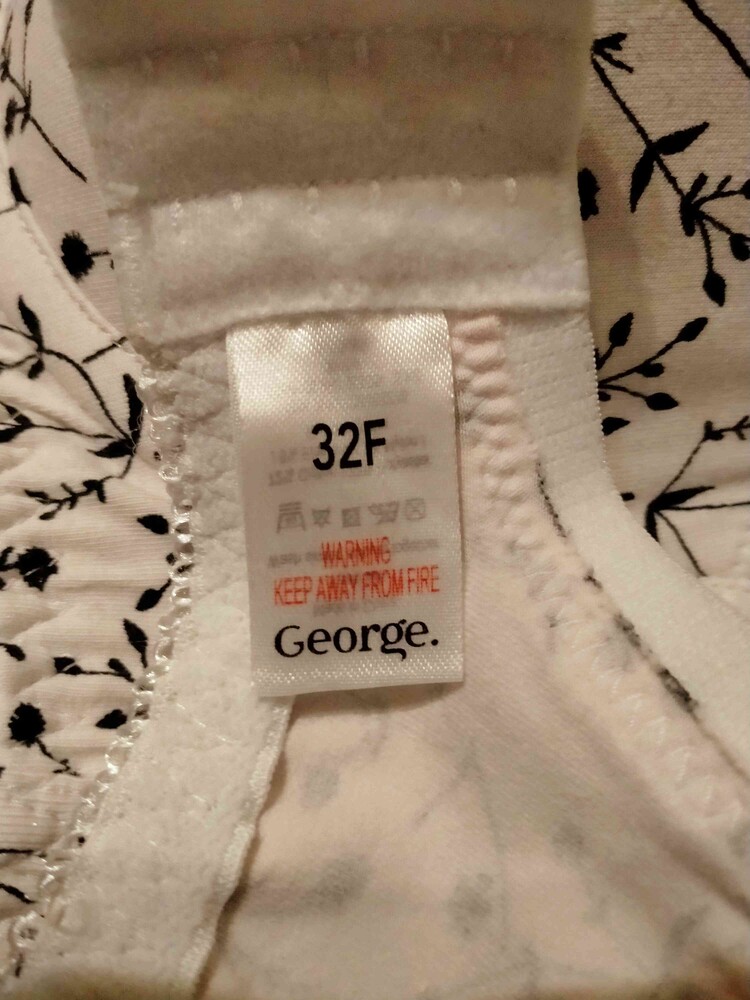 32F
WARNING
KEEP AWAY FROM FIRE
George.